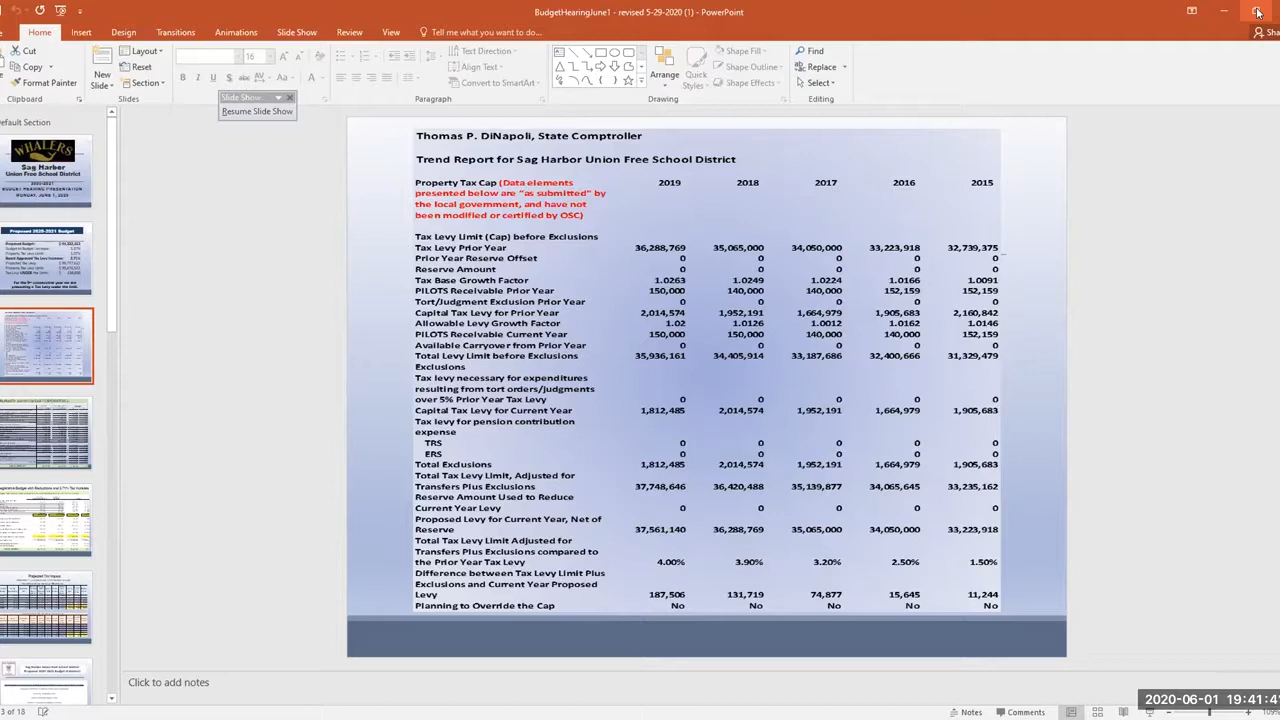 BudgetHearingJune1 - revised 5-29-2020 (1) - PowerPoint
Home Insert Design Transitions Animations Slide Show Review View Tell me what you want to do...
Cut
Copy
Format Painter
Clipboard
New Slide
Layout
Reset
Section
Slides
16
Paragraph
Text Direction
Align Text
Convert to SmartArt
Arrange
Quick Styles
Shape Fill
Shape Outline
Shape Effects
Drawing
Find
Replace
Select
Editing
Slide Show
Resume Slide Show
Default Section
WHALERS
Sag Harbor
Union Free School District
2020-2021
BUDGET HEARING PRESENTATION
MONDAY, JUNE 1, 2020
Proposed 2020-2021 Budget
Thomas P. DiNapoli, State Comptroller
Trend Report for Sag Harbor Union Free School District
Property Tax Cap (Data elements 2019 2018 2017 2016 2015
presented below are "as submitted" by
the local government, and have not
been modified or certified by OSC)
Tax Levy Limit (Cap) before Exclusions
Tax Levy Prior Year 36,288,769 34,050,000 33,223,918 32,739,375
Prior Year Reserve Offset 0 0 0 0 0
Reserve Amount 0 0 0 0 0
Tax Base Growth Factor 1.0263 1.0249 1.0224 1.0166 1.0091
PILOTS Receivable Prior Year 150,000 140,000 140,000 152,159 152,159
Tort/Judgment Exclusion Prior Year 0 0 0 0 0
Capital Tax Levy for Prior Year 2,014,574 1,952,191 1,664,979 1,905,683 2,160,842
Allowable Levy Growth Factor 1.02 1.0126 1.0012 1.0162 1.0146
PILOTS Receivable Current Year 150,000 150,000 140,000 140,000 152,159
Available Carryover from Prior Year 0 0 0 0 0
Total Levy Limit before Exclusions 35,936,161 34,405,914 33,187,686 32,400,666 31,329,479
Exclusions
Tax levy necessary for expenditures
resulting from tort orders/judgments
over 5% Prior Year Tax Levy 0 0 0 0 0
Capital Tax Levy for Current Year 1,812,485 2,014,574 1,952,191 1,664,979 1,905,683
Tax levy for pension contribution
expense
TRS 0 0 0 0 0
ERS 0 0 0 0 0
Total Exclusions 1,812,485 2,014,574 1,952,191 1,664,979 1,905,683
Total Tax Levy Limit, Adjusted for
Transfers Plus Exclusions 37,748,646 36,420,488 35,139,877 34,065,645 33,235,162
Reserve Amount Used to Reduce
Current Year Levy 0 0 0 0 0
Proposed Levy for Current Year, Net of
Reserve 37,561,140 36,288,769 35,065,000 34,050,000 33,223,918
Total Tax Levy Limit Adjusted for
Transfers Plus Exclusions compared to
the Prior Year Tax Levy 4.00% 3.90% 3.20% 2.50% 1.50%
Difference between Tax Levy Limit Plus
Exclusions and Current Year Proposed
Levy 187,506 131,719 74,877 15,645 11,244
Planning to Override the Cap No No No No No
Click to add notes
3 of 18
Notes
Comments
2020-06-01 19:41:4